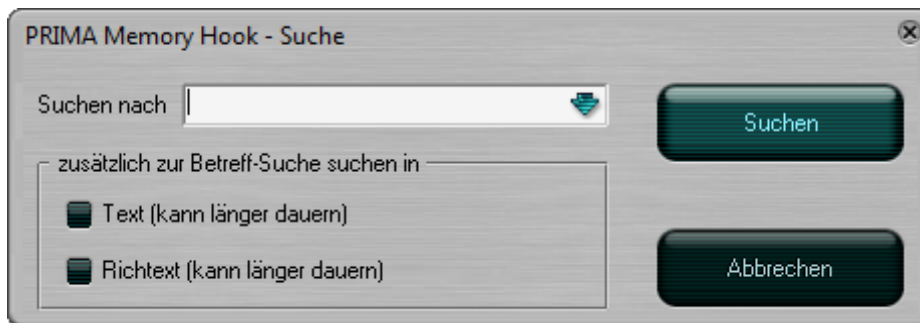 PRIMA Memory Hook - Suche
Suchen nach
Suchen
zusätzlich zur Betreff-Suche suchen in
Text (kann länger dauern)
Richtext (kann länger dauern)
Abbrechen